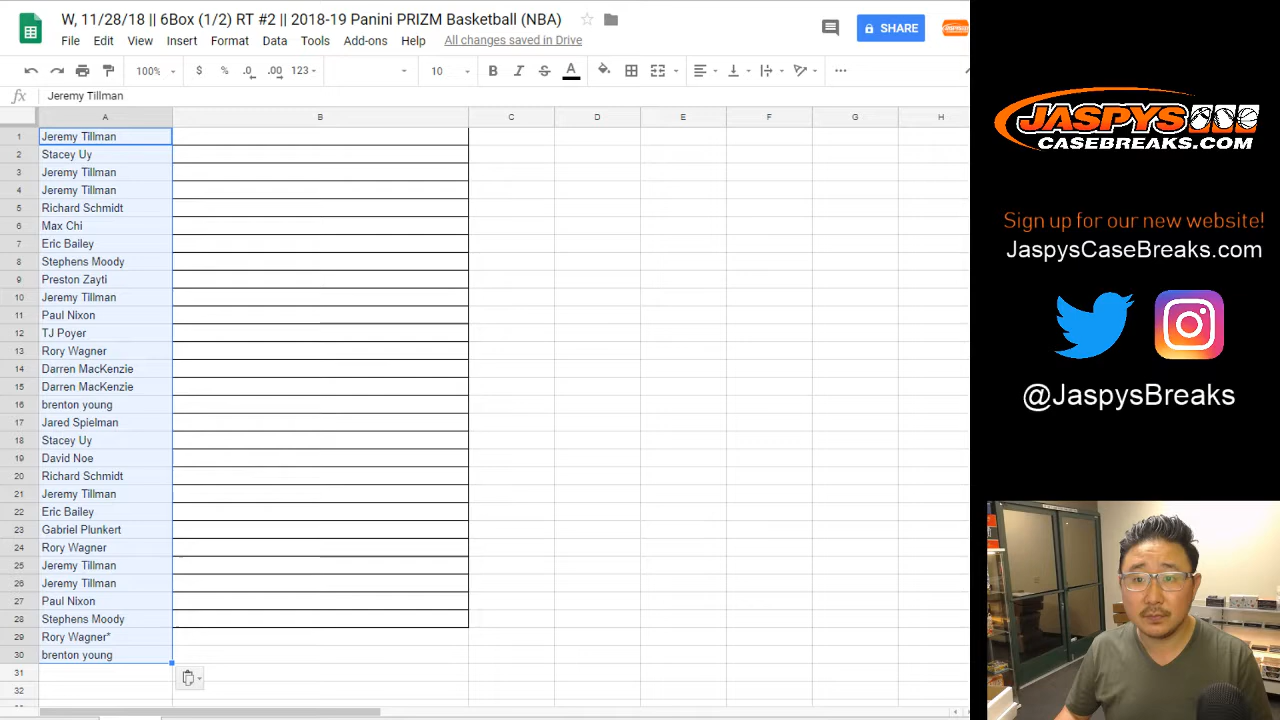 W, 11/28/18 || 6Box (1/2) RT #2 || 2018-19 Panini PRIZM Basketball (NBA)
File Edit View Insert Format Data Tools Add-ons Help All changes saved in Drive
SHARE
100% $ % .0 .00 123 10 B I S A
fx Jeremy Tillman
A B C D E F G H
1 Jeremy Tillman
2 Stacey Uy
3 Jeremy Tillman
4 Jeremy Tillman
5 Richard Schmidt
6 Max Chi
7 Eric Bailey
8 Stephens Moody
9 Preston Zayti
10 Jeremy Tillman
11 Paul Nixon
12 TJ Poyer
13 Rory Wagner
14 Darren MacKenzie
15 Darren MacKenzie
16 brenton young
17 Jared Spielman
18 Stacey Uy
19 David Noe
20 Richard Schmidt
21 Jeremy Tillman
22 Eric Bailey
23 Gabriel Plunkert
24 Rory Wagner
25 Jeremy Tillman
26 Jeremy Tillman
27 Paul Nixon
28 Stephens Moody
29 Rory Wagner*
30 brenton young
31
32
JASPYS
CASEBREAKS.COM
Sign up for our new website!
JaspysCaseBreaks.com
@JaspysBreaks